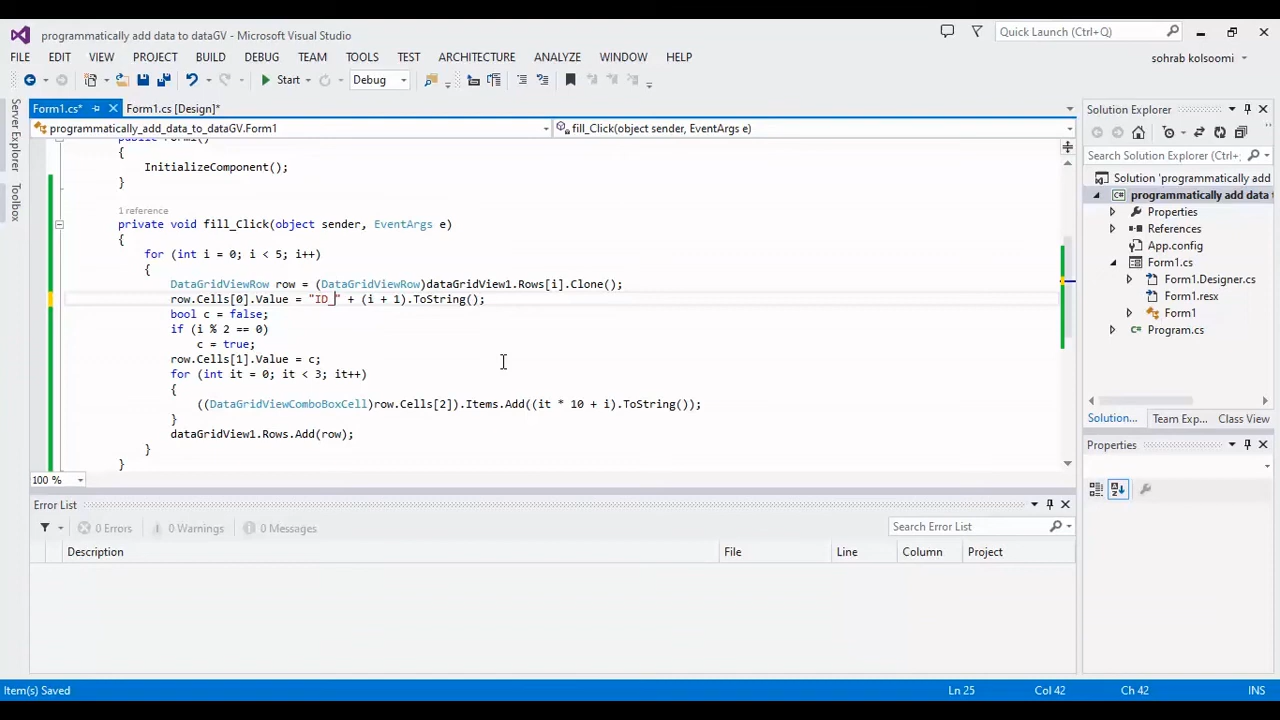 programmatically add data to dataGV - Microsoft Visual Studio
Quick Launch (Ctrl+Q)
FILE EDIT VIEW PROJECT BUILD DEBUG TEAM TOOLS TEST ARCHITECTURE ANALYZE WINDOW HELP
sohrab kolsoomi
Start Debug
Server Explorer
Toolbox
Form1.cs* Form1.cs [Design]*
programmatically_add_data_to_dataGV.Form1 fill_Click(object sender, EventArgs e)
public Form1()
{
InitializeComponent();
}
1 reference
private void fill_Click(object sender, EventArgs e)
{
for (int i = 0; i < 5; i++)
{
DataGridViewRow row = (DataGridViewRow)dataGridView1.Rows[i].Clone();
row.Cells[0].Value = "ID_" + (i + 1).ToString();
bool c = false;
if (i % 2 == 0)
c = true;
row.Cells[1].Value = c;
for (int it = 0; it < 3; it++)
{
((DataGridViewComboBoxCell)row.Cells[2]).Items.Add((it * 10 + i).ToString());
}
dataGridView1.Rows.Add(row);
}
}
100 %
Solution Explorer
Search Solution Explorer (Ctrl+;
Solution 'programmatically add
programmatically add data t
Properties
References
App.config
Form1.cs
Form1.Designer.cs
Form1.resx
Form1
Program.cs
Solution... Team Exp... Class View
Properties
Error List
0 Errors 0 Warnings 0 Messages
Search Error List
Description File Line Column Project
Item(s) Saved Ln 25 Col 42 Ch 42 INS